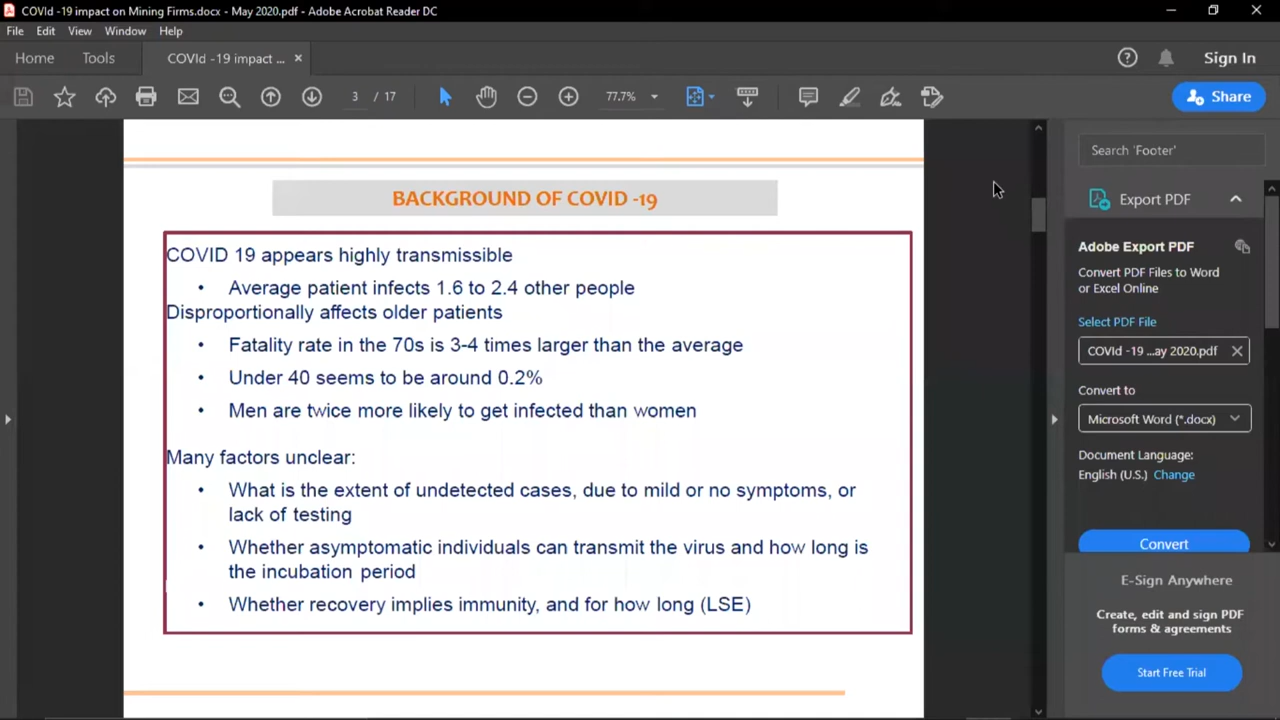 COVId -19 impact on Mining Firms.docx - May 2020.pdf - Adobe Acrobat Reader DC
File Edit View Window Help
Home Tools COVId -19 impact ... ×
Sign In
3 / 17 77.7% Share
Search 'Footer'
BACKGROUND OF COVID -19
COVID 19 appears highly transmissible
• Average patient infects 1.6 to 2.4 other people
Disproportionally affects older patients
• Fatality rate in the 70s is 3-4 times larger than the average
• Under 40 seems to be around 0.2%
• Men are twice more likely to get infected than women
Many factors unclear:
• What is the extent of undetected cases, due to mild or no symptoms, or
lack of testing
• Whether asymptomatic individuals can transmit the virus and how long is
the incubation period
• Whether recovery implies immunity, and for how long (LSE)
Export PDF
Adobe Export PDF
Convert PDF Files to Word
or Excel Online
Select PDF File
COVId -19 ...ay 2020.pdf
Convert to
Microsoft Word (*.docx)
Document Language:
English (U.S.) Change
Convert
E-Sign Anywhere
Create, edit and sign PDF
forms & agreements
Start Free Trial